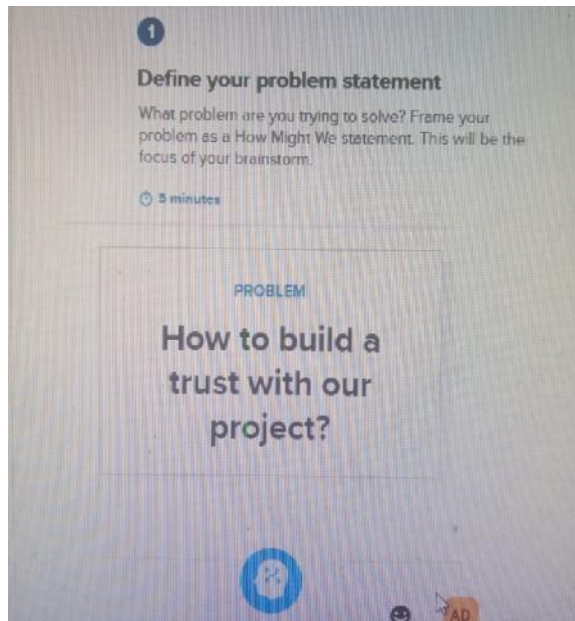 1
Define your problem statement
What problem are you trying to solve? Frame your
problem as a How Might We statement. This will be the
focus of your brainstorm.
5 minutes
PROBLEM
How to build a
trust with our
project?
AD